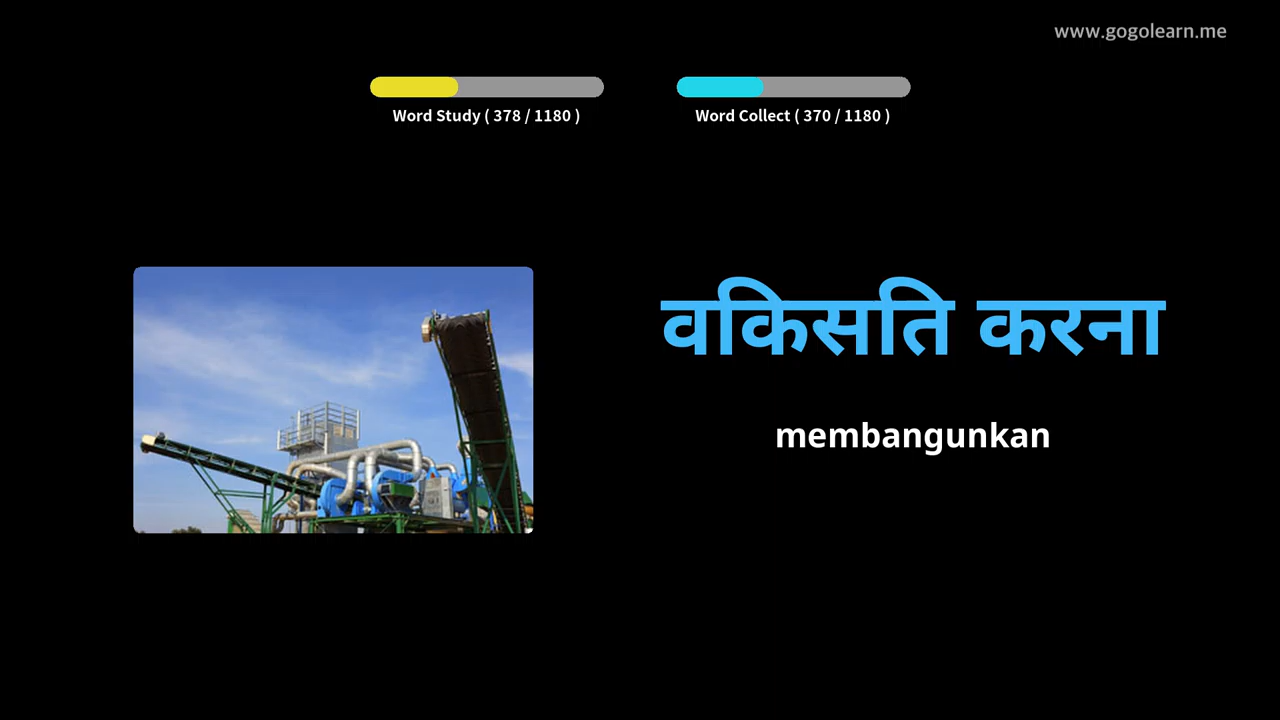 www.gogolearn.me
Word Study ( 378 / 1180 )
Word Collect ( 370 / 1180 )
वकिसति करना
membangunkan